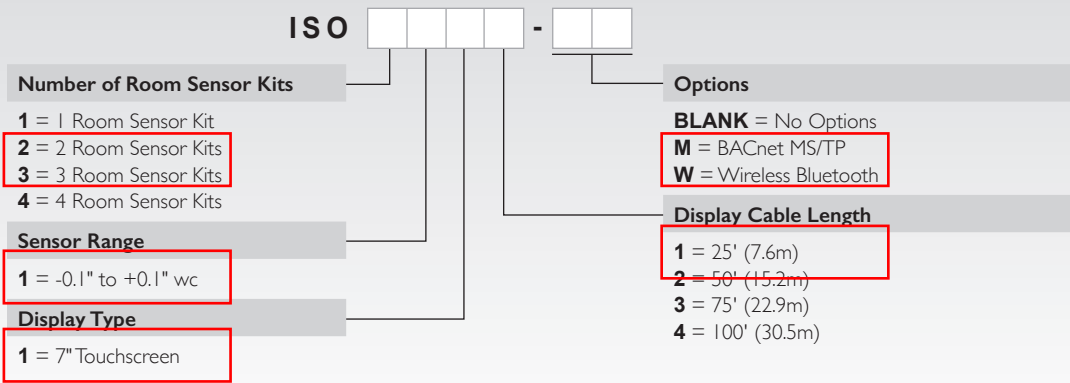 ISO -
Number of Room Sensor Kits
1 = 1 Room Sensor Kit
2 = 2 Room Sensor Kits
3 = 3 Room Sensor Kits
4 = 4 Room Sensor Kits
Sensor Range
1 = -0.1" to +0.1" wc
Display Type
1 = 7" Touchscreen
Options
BLANK = No Options
M = BACnet MS/TP
W = Wireless Bluetooth
Display Cable Length
1 = 25' (7.6m)
2 = 50' (15.2m)
3 = 75' (22.9m)
4 = 100' (30.5m)